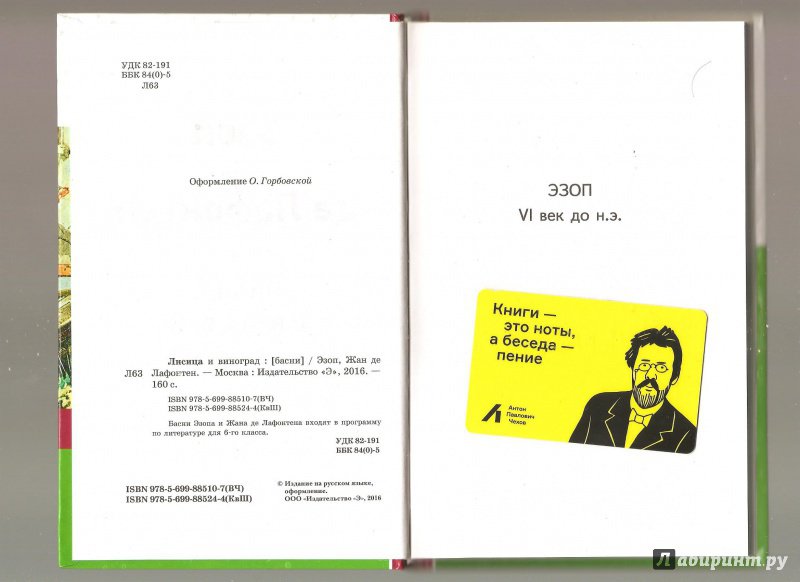 УДК 82-191
ББК 84(0)-5
Л63
Оформление О. Горбовской
Лисица и виноград : [басни] / Эзоп, Жан де
Л63 Лафонтен. — Москва : Издательство «Э», 2016. —
160 с.
ISBN 978-5-699-88510-7(ВЧ)
ISBN 978-5-699-88524-4(КвШ)
Басни Эзопа и Жана де Лафонтена входят в программу
по литературе для 6-го класса.
УДК 82-191
ББК 84(0)-5
ISBN 978-5-699-88510-7(ВЧ)
ISBN 978-5-699-88524-4(КвШ)
© Издание на русском языке,
оформление.
ООО «Издательство «Э», 2016
ЭЗОП
VI век до н.э.
Книги —
это ноты,
а беседа —
пение
Антон
Павлович
Чехов
Лабиринт.ру